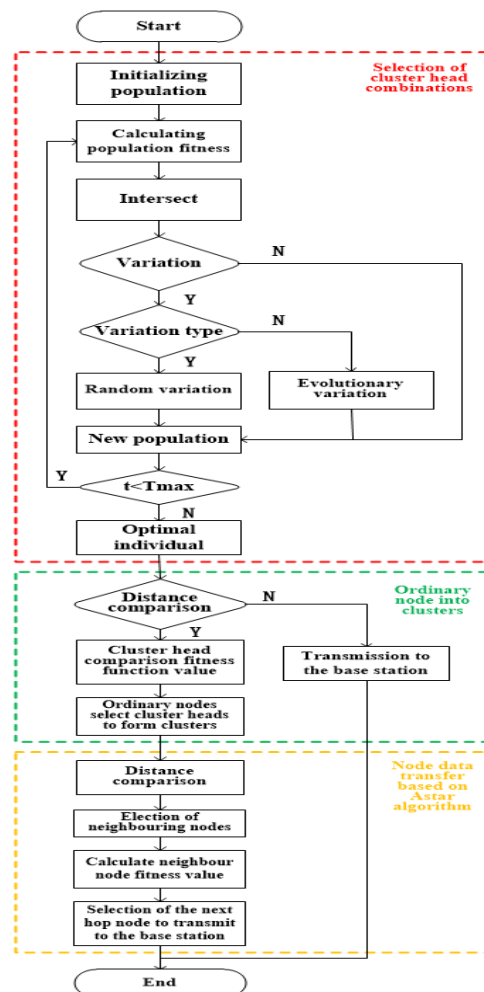 Start
Selection of
cluster head
combinations
Initializing
population
Calculating
population fitness
Intersect
Variation
N
Y
Variation type
N
Y
Random variation
Evolutionary
variation
New population
Y
t<Tmax
N
Optimal
individual
Ordinary
node into
clusters
Distance
comparison
N
Y
Cluster head
comparison fitness
function value
Transmission to
the base station
Ordinary nodes
select cluster heads
to form clusters
Node data
transfer based on
Astar
algorithm
Distance
comparison
Election of
neighbouring nodes
Calculate neighbour
node fitness value
Selection of the next
hop node to transmit
to the base station
End